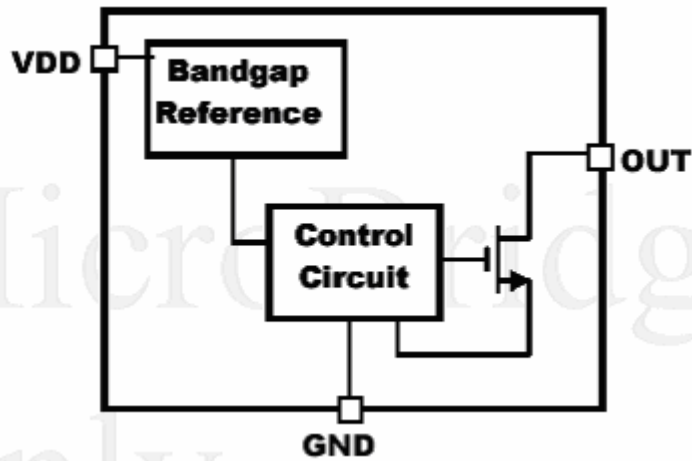 VDD
Bandgap
Reference
OUT
Control
Circuit
GND